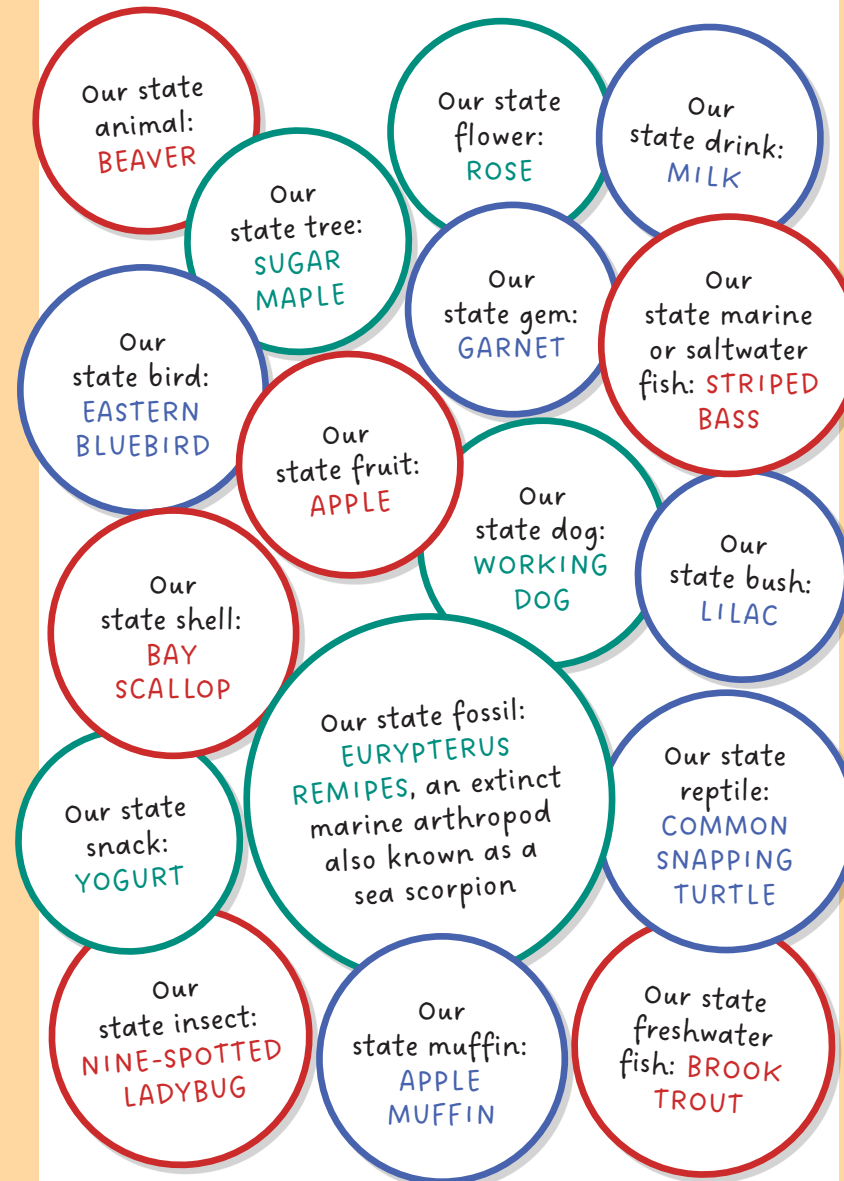 Our state
animal:
BEAVER
Our state
flower:
ROSE
Our
state drink:
MILK
Our
state tree:
SUGAR
MAPLE
Our
state gem:
GARNET
Our
state marine
or saltwater
fish: STRIPED
BASS
Our
state bird:
EASTERN
BLUEBIRD
Our
state fruit:
APPLE
Our
state dog:
WORKING
DOG
Our
state bush:
LILAC
Our
state shell:
BAY
SCALLOP
Our state fossil:
EURYPTERUS
REMIPES, an extinct
marine arthropod
also known as a
sea scorpion
Our state
reptile:
COMMON
SNAPPING
TURTLE
Our state
snack:
YOGURT
Our
state insect:
NINE-SPOTTED
LADYBUG
Our
state muffin:
APPLE
MUFFIN
Our state
freshwater
fish: BROOK
TROUT